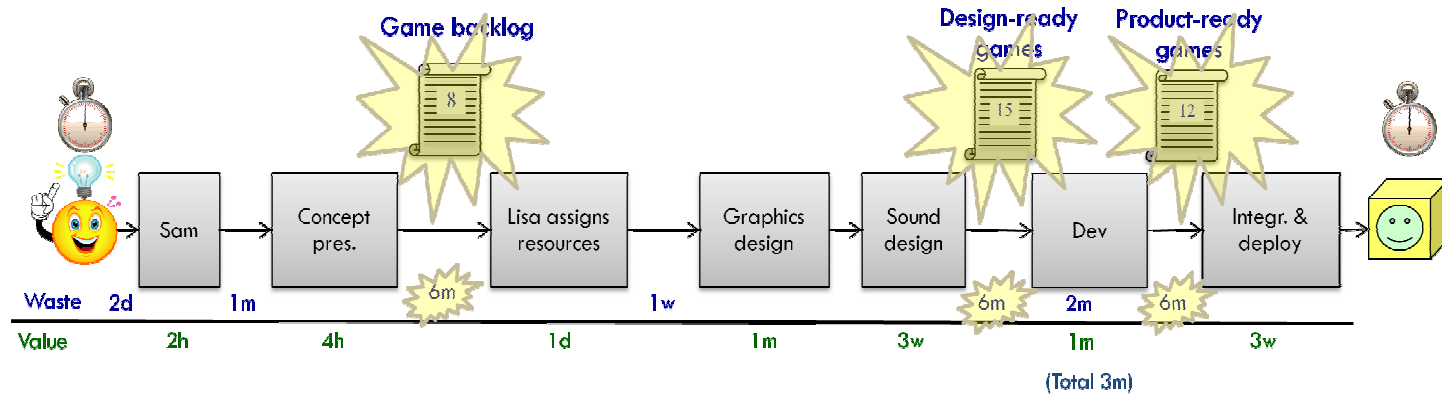 Game backlog
Design-ready
games
Product-ready
games
8
15
12
Sam
Concept
pres.
Lisa assigns
resources
Graphics
design
Sound
design
Dev
Integr. &
deploy
Waste 2d 1m 6m 1w 6m 2m 6m
Value 2h 4h 1d 1m 3w 1m 3w
(Total 3m)